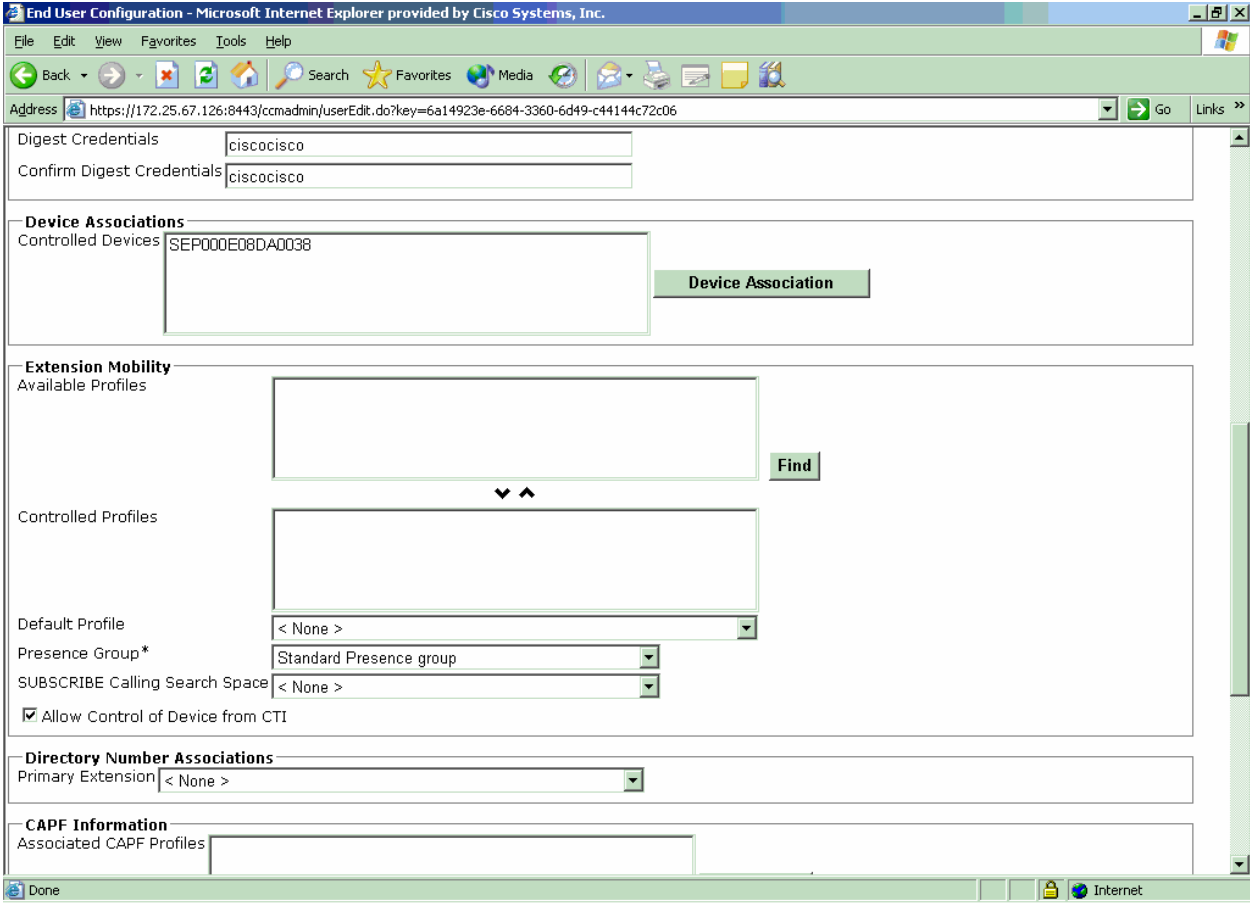 End User Configuration - Microsoft Internet Explorer provided by Cisco Systems, Inc.
File Edit View Favorites Tools Help
Back Search Favorites Media
Address https://172.25.67.126:8443/ccmadmin/userEdit.do?key=6a14923e-6684-3360-6d49-c44144c72c06 Go Links »
Digest Credentials ciscocisco
Confirm Digest Credentials ciscocisco
Device Associations
Controlled Devices SEP000E08DA0038
Device Association
Extension Mobility
Available Profiles
Find
Controlled Profiles
Default Profile < None >
Presence Group* Standard Presence group
SUBSCRIBE Calling Search Space < None >
Allow Control of Device from CTI
Directory Number Associations
Primary Extension < None >
CAPF Information
Associated CAPF Profiles
Done Internet